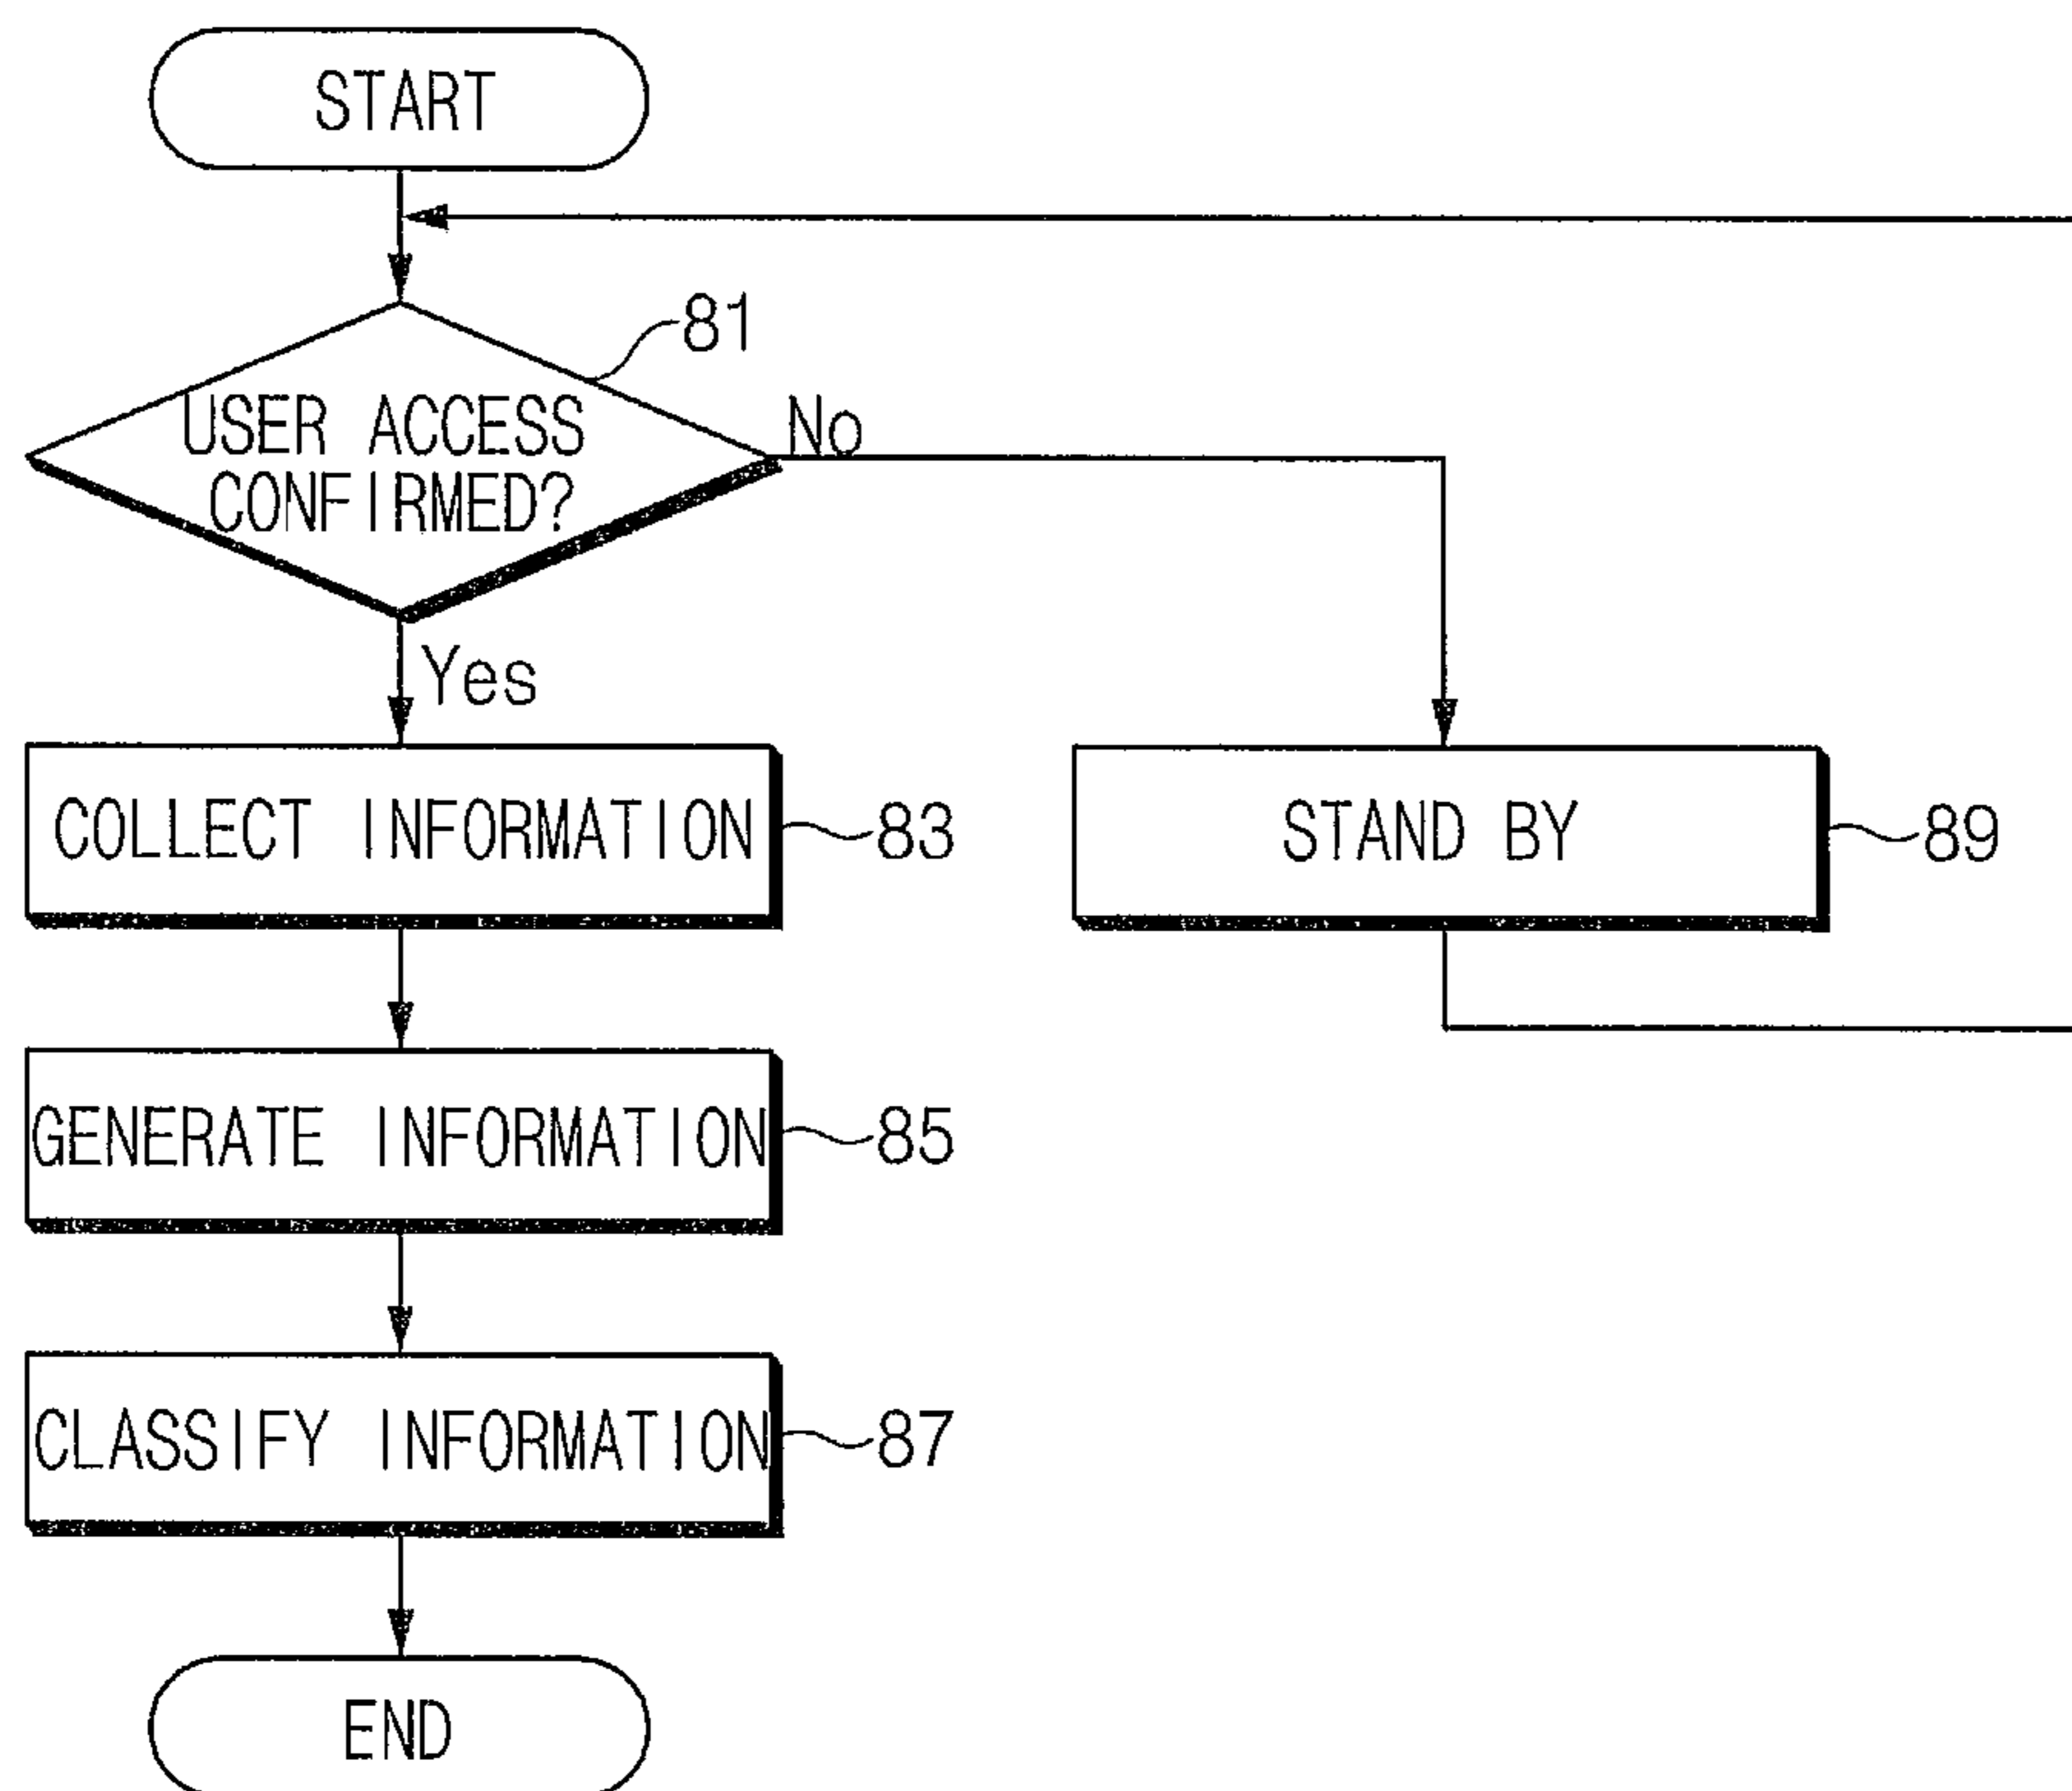 START
81
USER ACCESS
CONFIRMED?
No
Yes
COLLECT INFORMATION
83
STAND BY
89
GENERATE INFORMATION
85
CLASSIFY INFORMATION
87
END